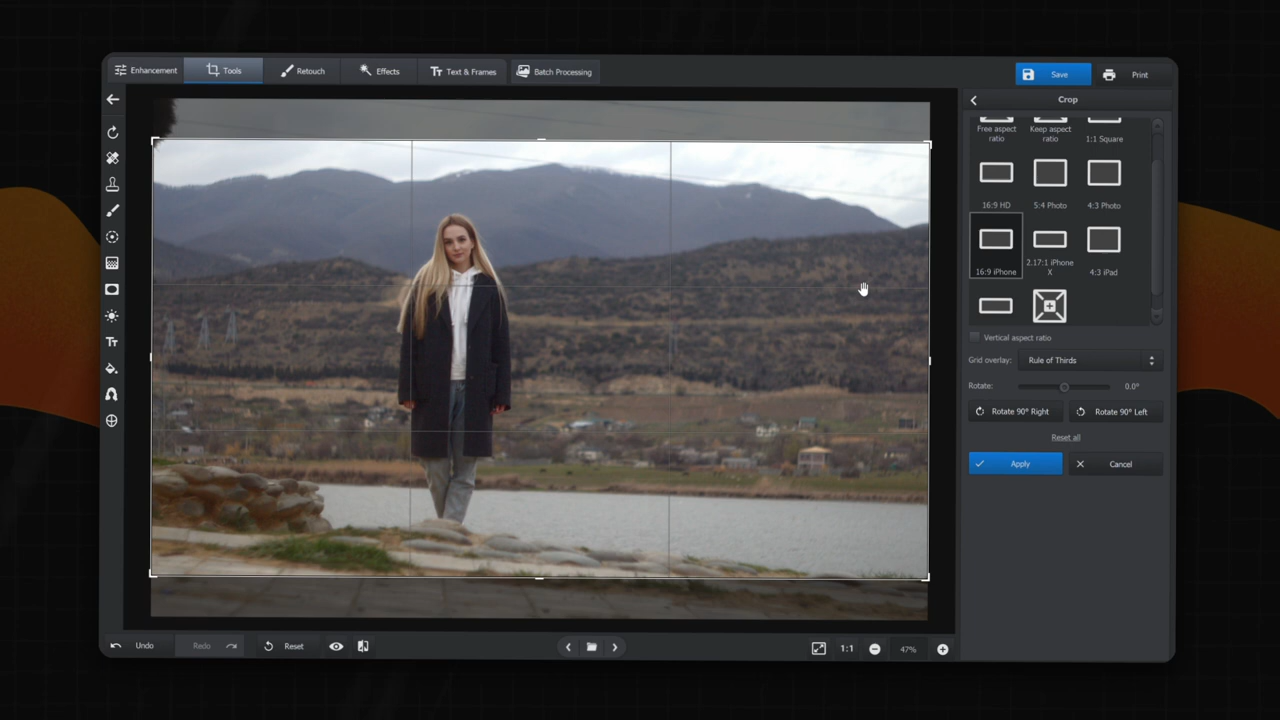 Enhancement
Tools
Retouch
Effects
Text & Frames
Batch Processing
Save
Print
Crop
Free aspect
ratio
Keep aspect
ratio
1:1 Square
16:9 HD
5:4 Photo
4:3 Photo
16:9 iPhone
2.17:1 iPhone
X
4:3 iPad
Vertical aspect ratio
Grid overlay:
Rule of Thirds
Rotate:
0.0°
Rotate 90° Right
Rotate 90° Left
Reset all
Apply
Cancel
Undo
Redo
Reset
1:1
47%